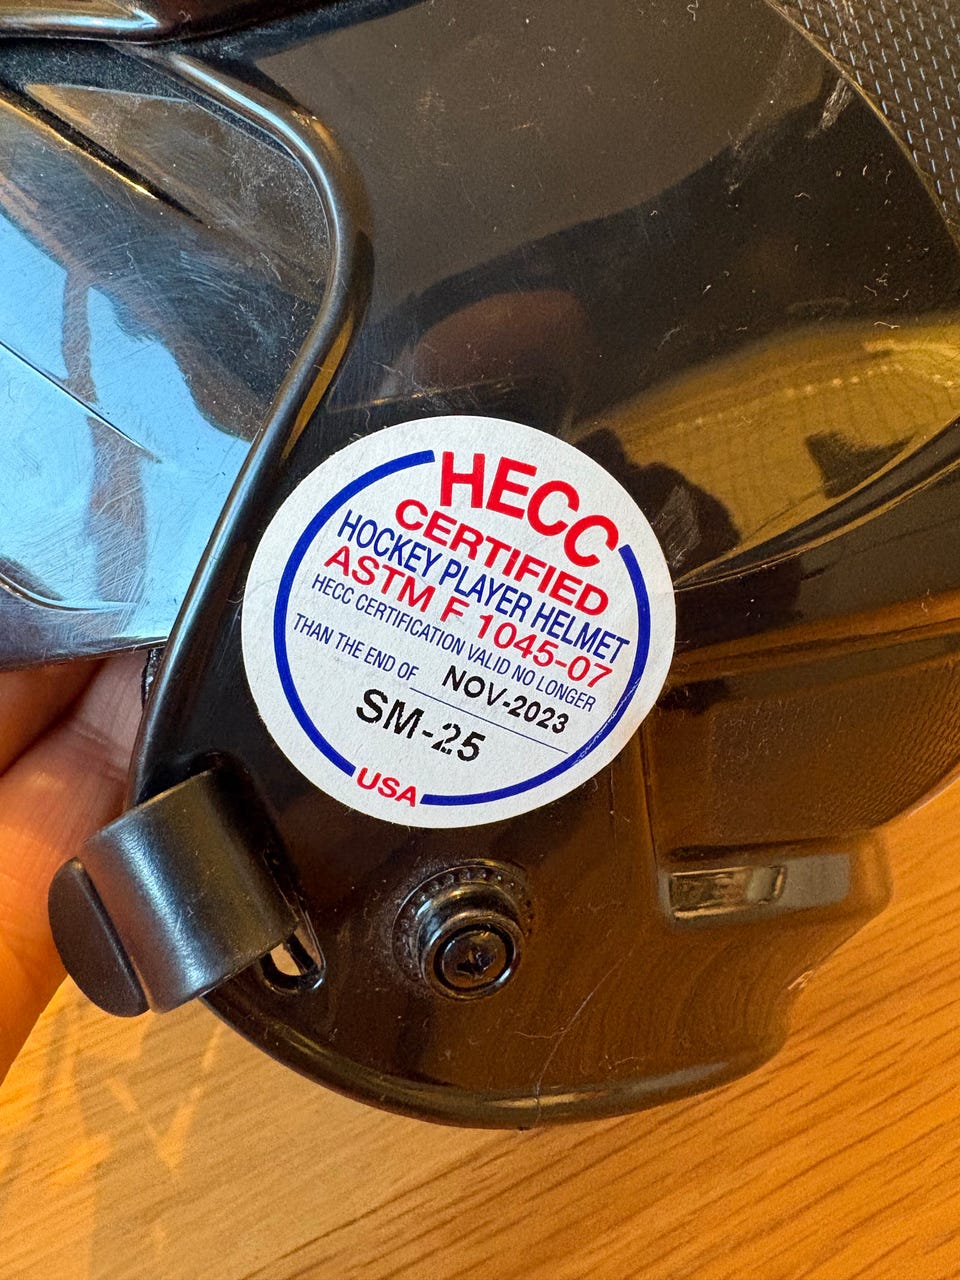 HECC
CERTIFIED
HOCKEY PLAYER HELMET
ASTM F 1045-07
HECC CERTIFICATION VALID NO LONGER
THAN THE END OF NOV-2023
SM-25
USA